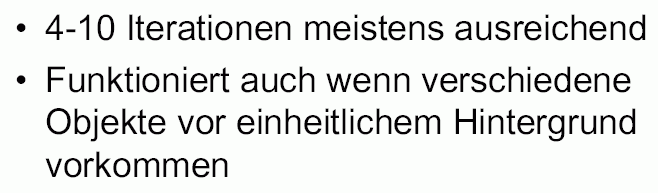 • 4-10 Iterationen meistens ausreichend
• Funktioniert auch wenn verschiedene
Objekte vor einheitlichem Hintergrund
vorkommen